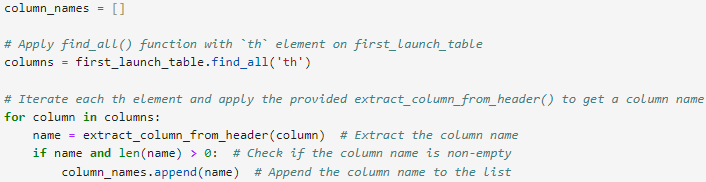 column_names = []
# Apply find_all() function with `th` element on first_launch_table
columns = first_launch_table.find_all('th')
# Iterate each th element and apply the provided extract_column_from_header() to get a column name
for column in columns:
    name = extract_column_from_header(column)  # Extract the column name
    if name and len(name) > 0:  # Check if the column name is non-empty
        column_names.append(name)  # Append the column name to the list